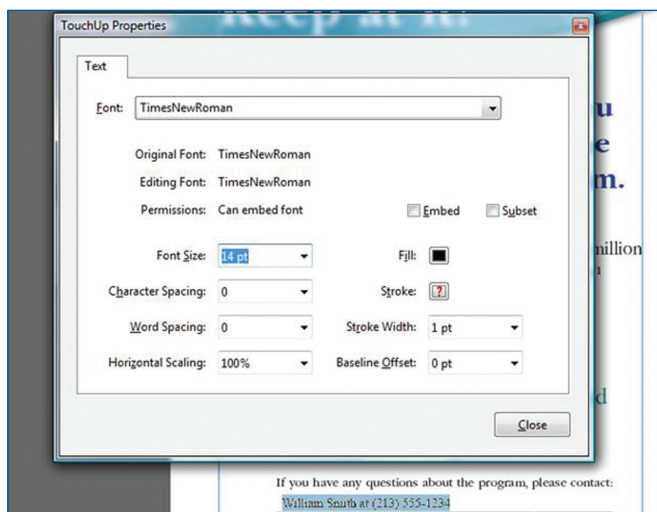 Keep at it!
TouchUp Properties
Text
Font: TimesNewRoman
Original Font: TimesNewRoman
Editing Font: TimesNewRoman
Permissions: Can embed font
Embed Subset
Font Size: 14 pt Fill:
Character Spacing: 0 Stroke: ?
Word Spacing: 0 Stroke Width: 1 pt
Horizontal Scaling: 100% Baseline Offset: 0 pt
Close
u
e
m.
million
d
If you have any questions about the program, please contact:
William Smith at (213) 555-1234